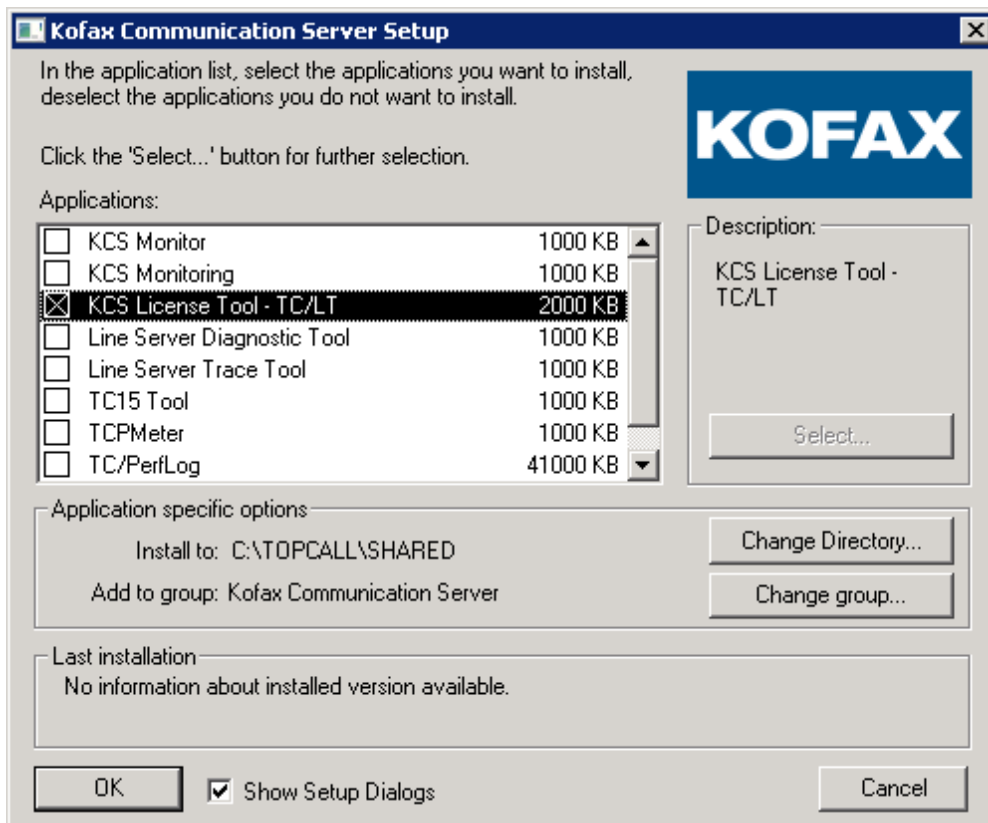 Kofax Communication Server Setup
In the application list, select the applications you want to install,
deselect the applications you do not want to install.
KOFAX
Click the 'Select...' button for further selection.
Applications:
KCS Monitor 1000 KB
KCS Monitoring 1000 KB
KCS License Tool - TC/LT 2000 KB
Line Server Diagnostic Tool 1000 KB
Line Server Trace Tool 1000 KB
TC15 Tool 1000 KB
TCPMeter 1000 KB
TC/PerfLog 41000 KB
Description:
KCS License Tool -
TC/LT
Select...
Application specific options
Install to: C:\TOPCALL\SHARED
Change Directory...
Add to group: Kofax Communication Server
Change group...
Last installation
No information about installed version available.
OK
Show Setup Dialogs
Cancel